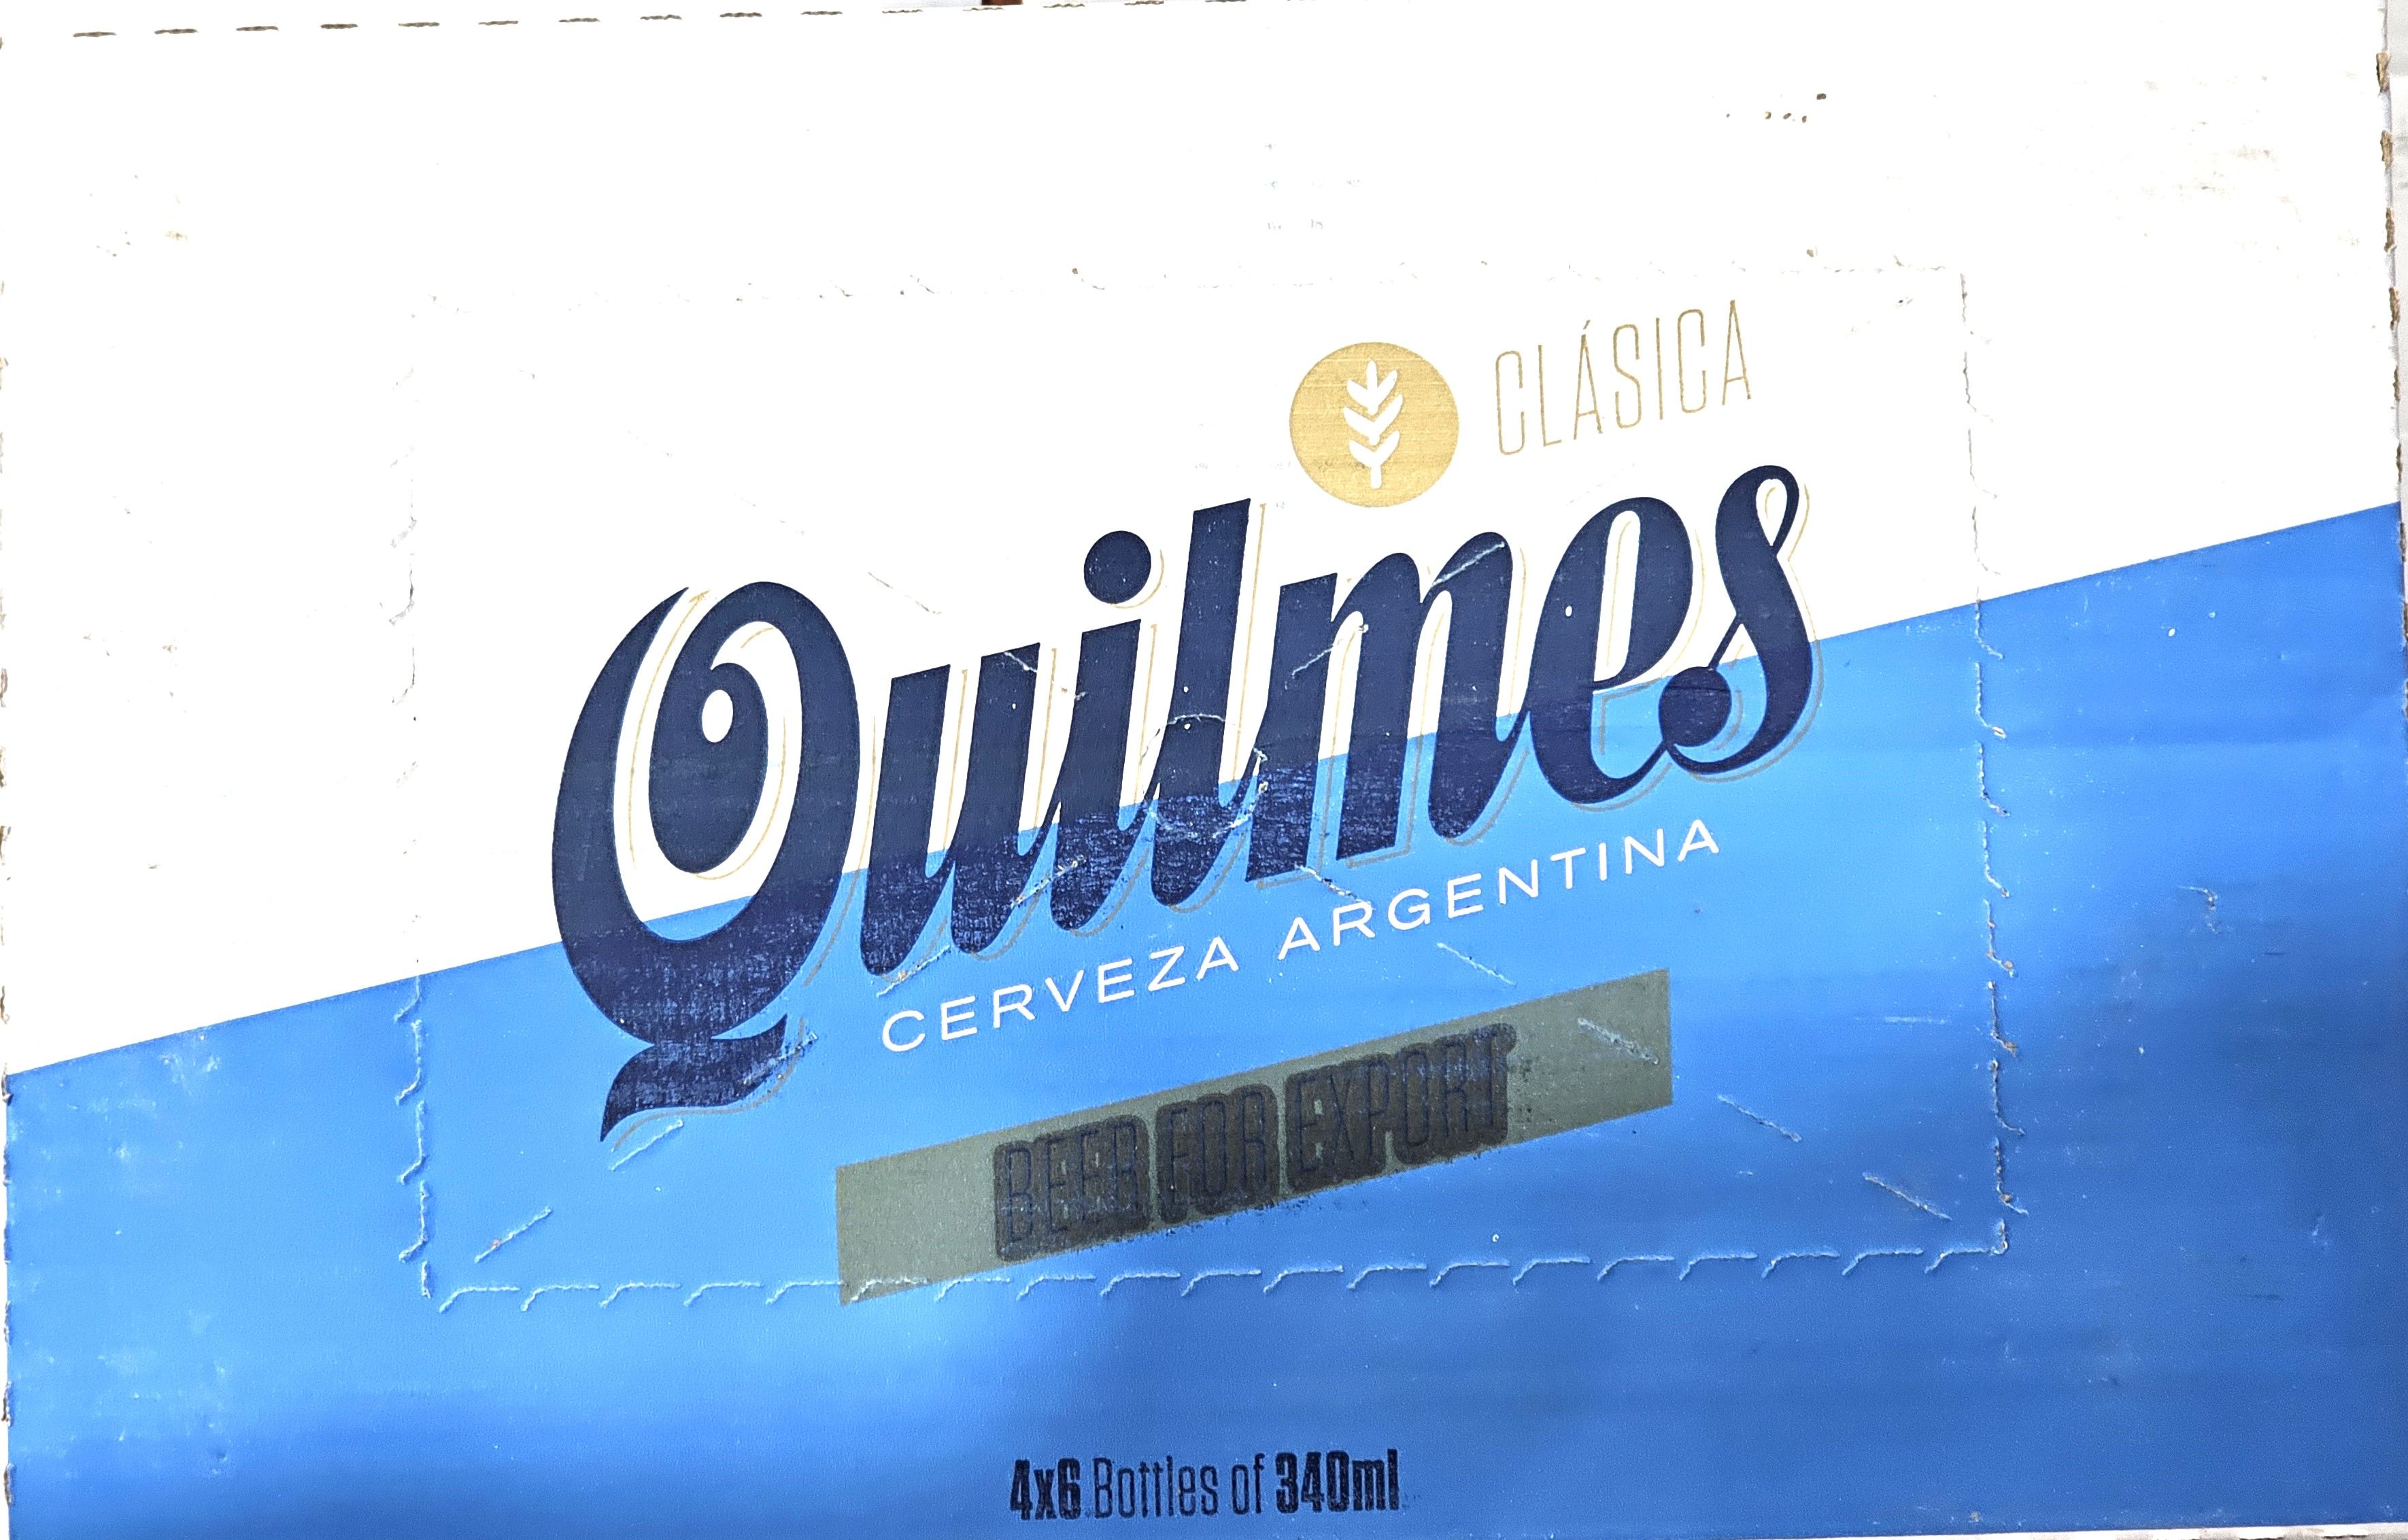 CLÁSICA
Quilmes
CERVEZA ARGENTINA
BEER FOR EXPORT
4x6 Bottles of 340ml